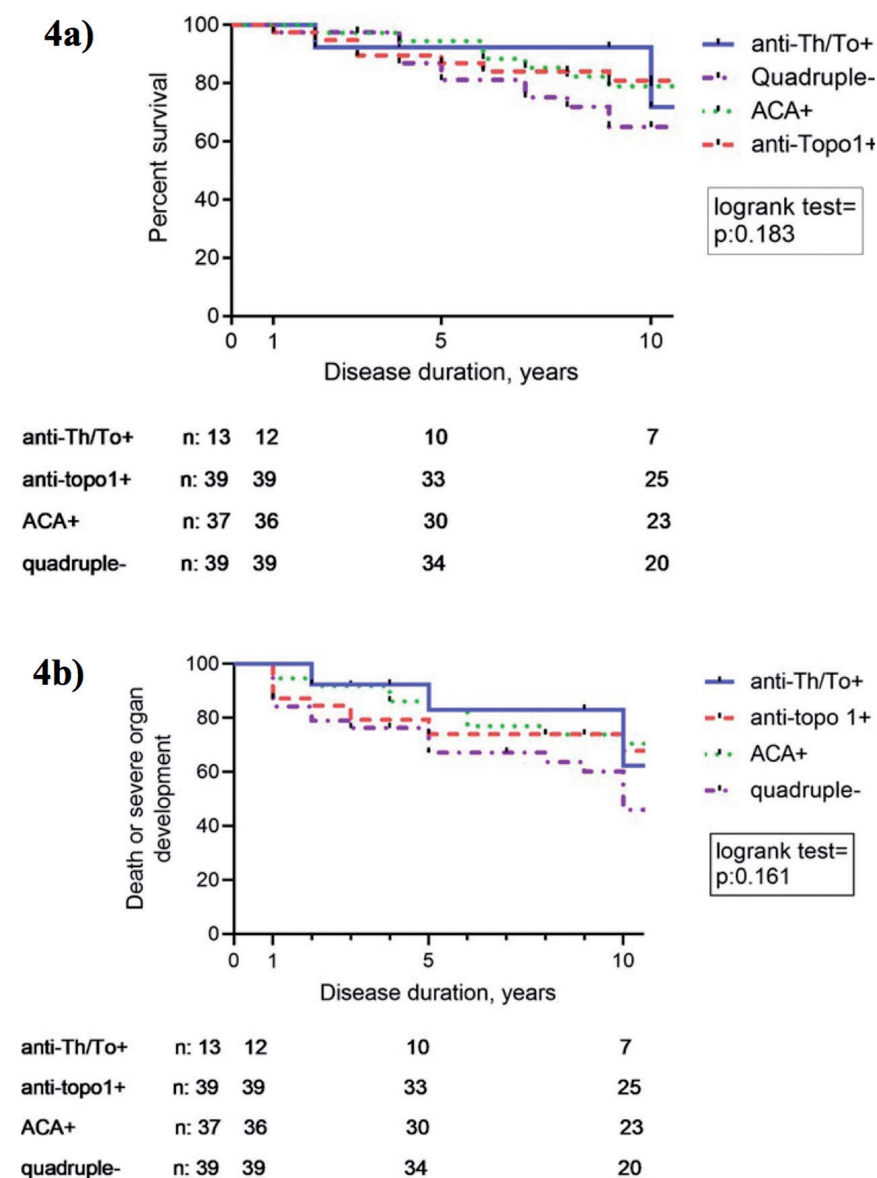 4a)
100
80
60
40
20
0
Percent survival
0 1 5 10
Disease duration, years
anti-Th/To+
Quadruple-
ACA+
anti-Topo1+
logrank test=
p:0.183
anti-Th/To+ n: 13 12 10 7
anti-topo1+ n: 39 39 33 25
ACA+ n: 37 36 30 23
quadruple- n: 39 39 34 20
4b)
100
80
60
40
20
0
Death or severe organ
development
0 1 5 10
Disease duration, years
anti-Th/To+
anti-topo 1+
ACA+
quadruple-
logrank test=
p:0.161
anti-Th/To+ n: 13 12 10 7
anti-topo1+ n: 39 39 33 25
ACA+ n: 37 36 30 23
quadruple- n: 39 39 34 20